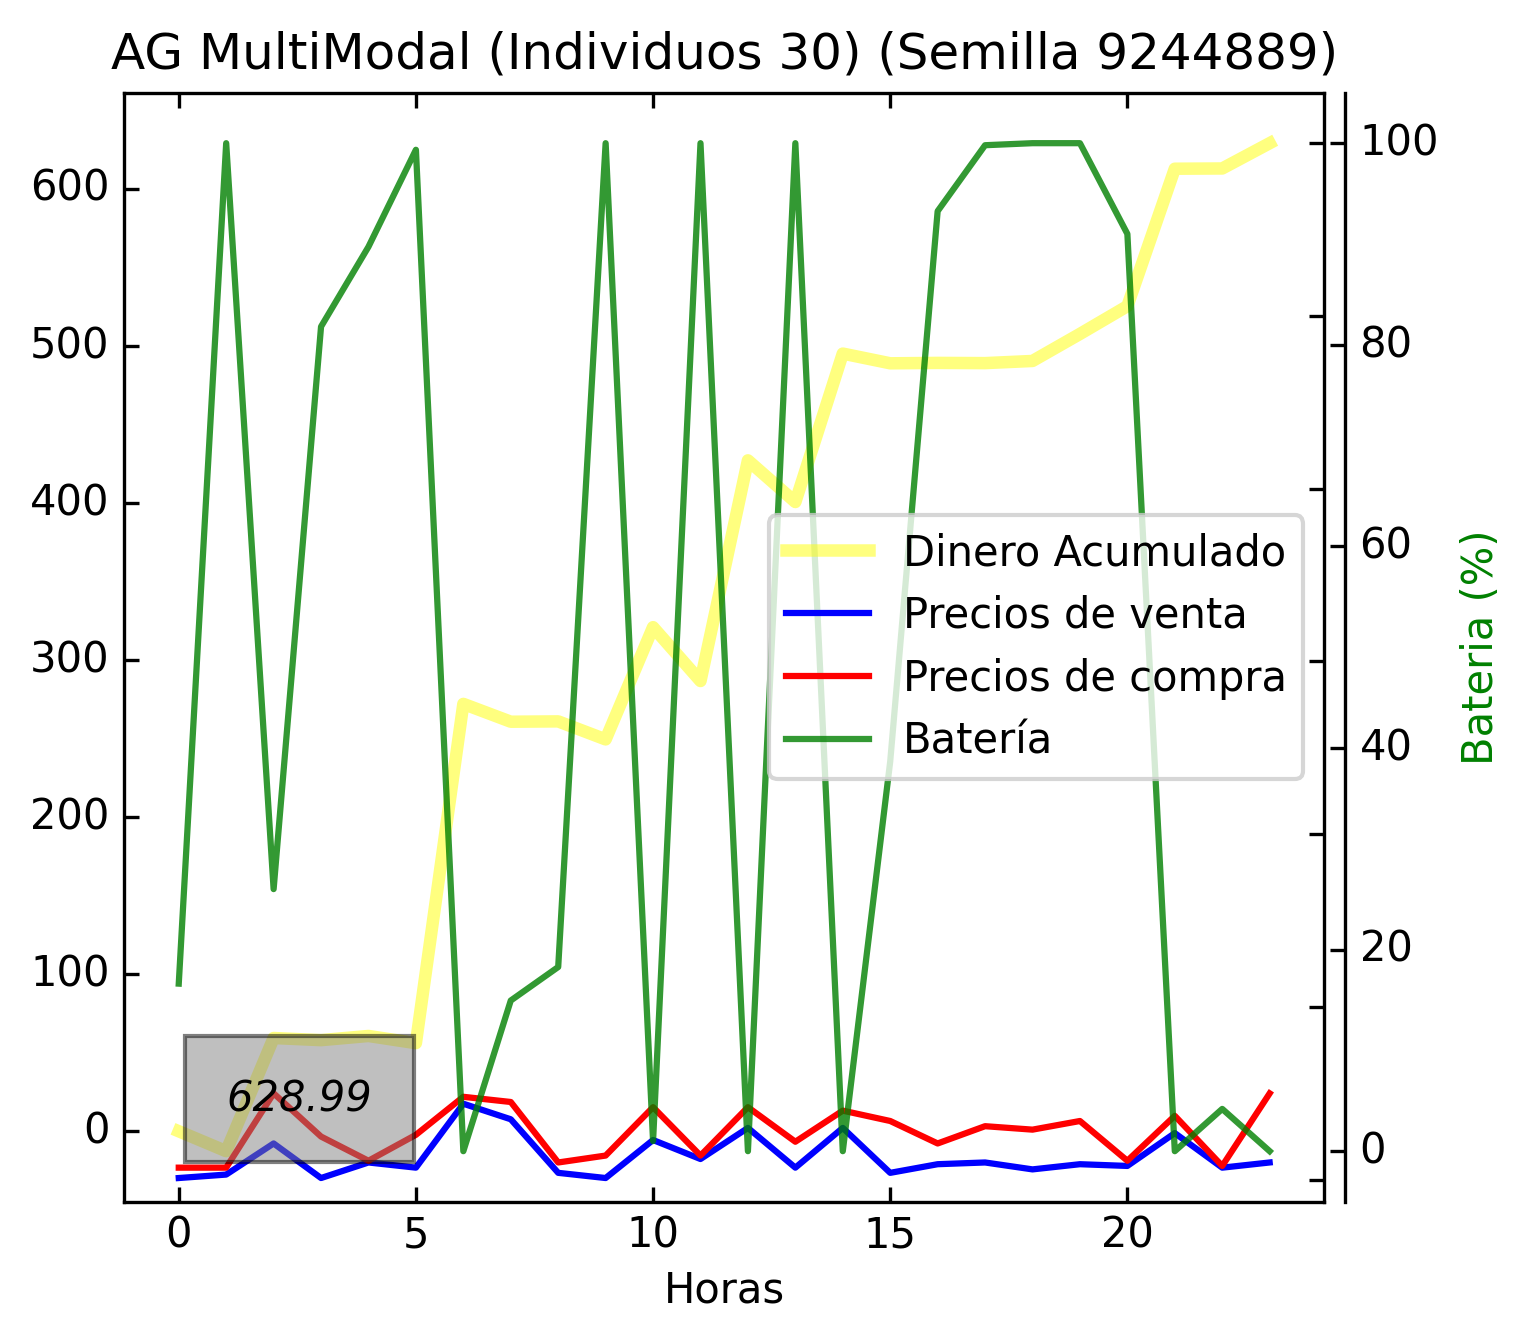 AG MultiModal (Individuos 30) (Semilla 9244889)
600
500
400
300
200
100
0
100
80
60
40
20
0
Bateria (%)
Dinero Acumulado
Precios de venta
Precios de compra
Batería
628.99
0 5 10 15 20
Horas